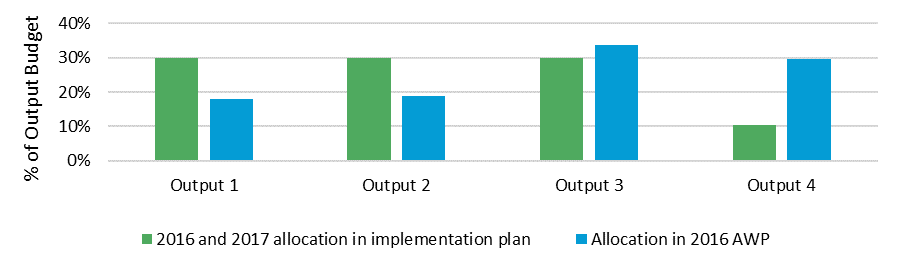 % of Output Budget
40%
30%
20%
10%
0%
Output 1
Output 2
Output 3
Output 4
2016 and 2017 allocation in implementation plan
Allocation in 2016 AWP